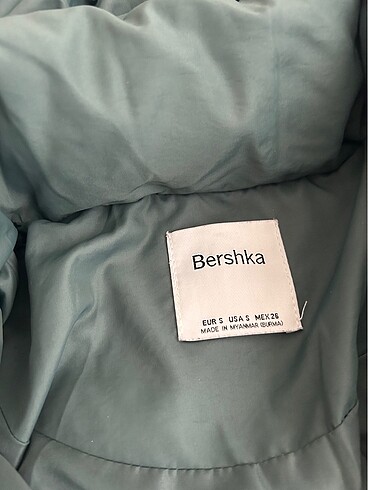 Bershka
EUR S USA S MEX 26
MADE IN MYANMAR (BURMA)